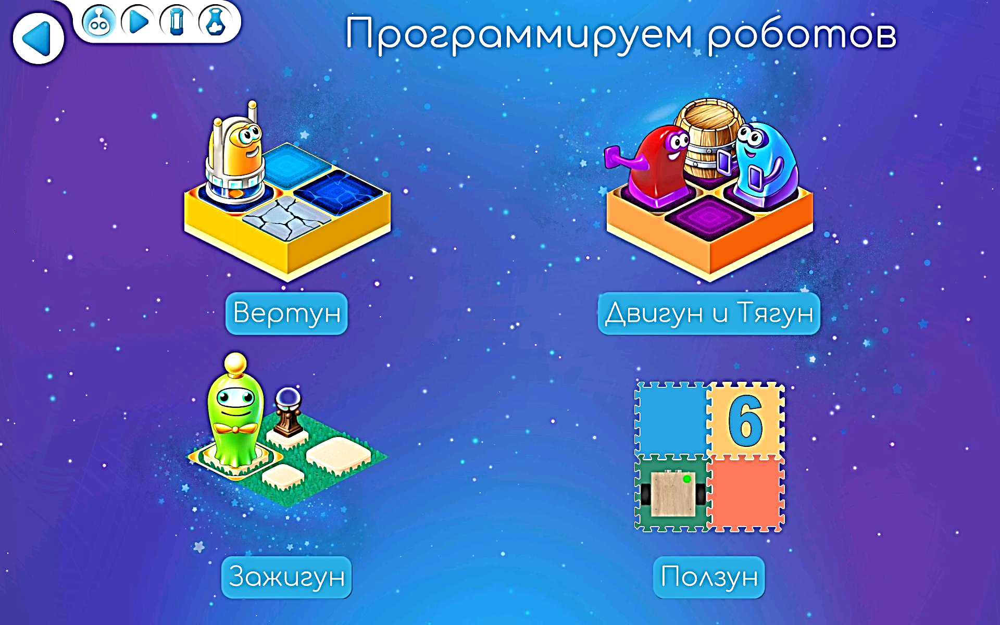 Программируем роботов
Вертун
Двигун и Тягун
6
Зажигун
Ползун